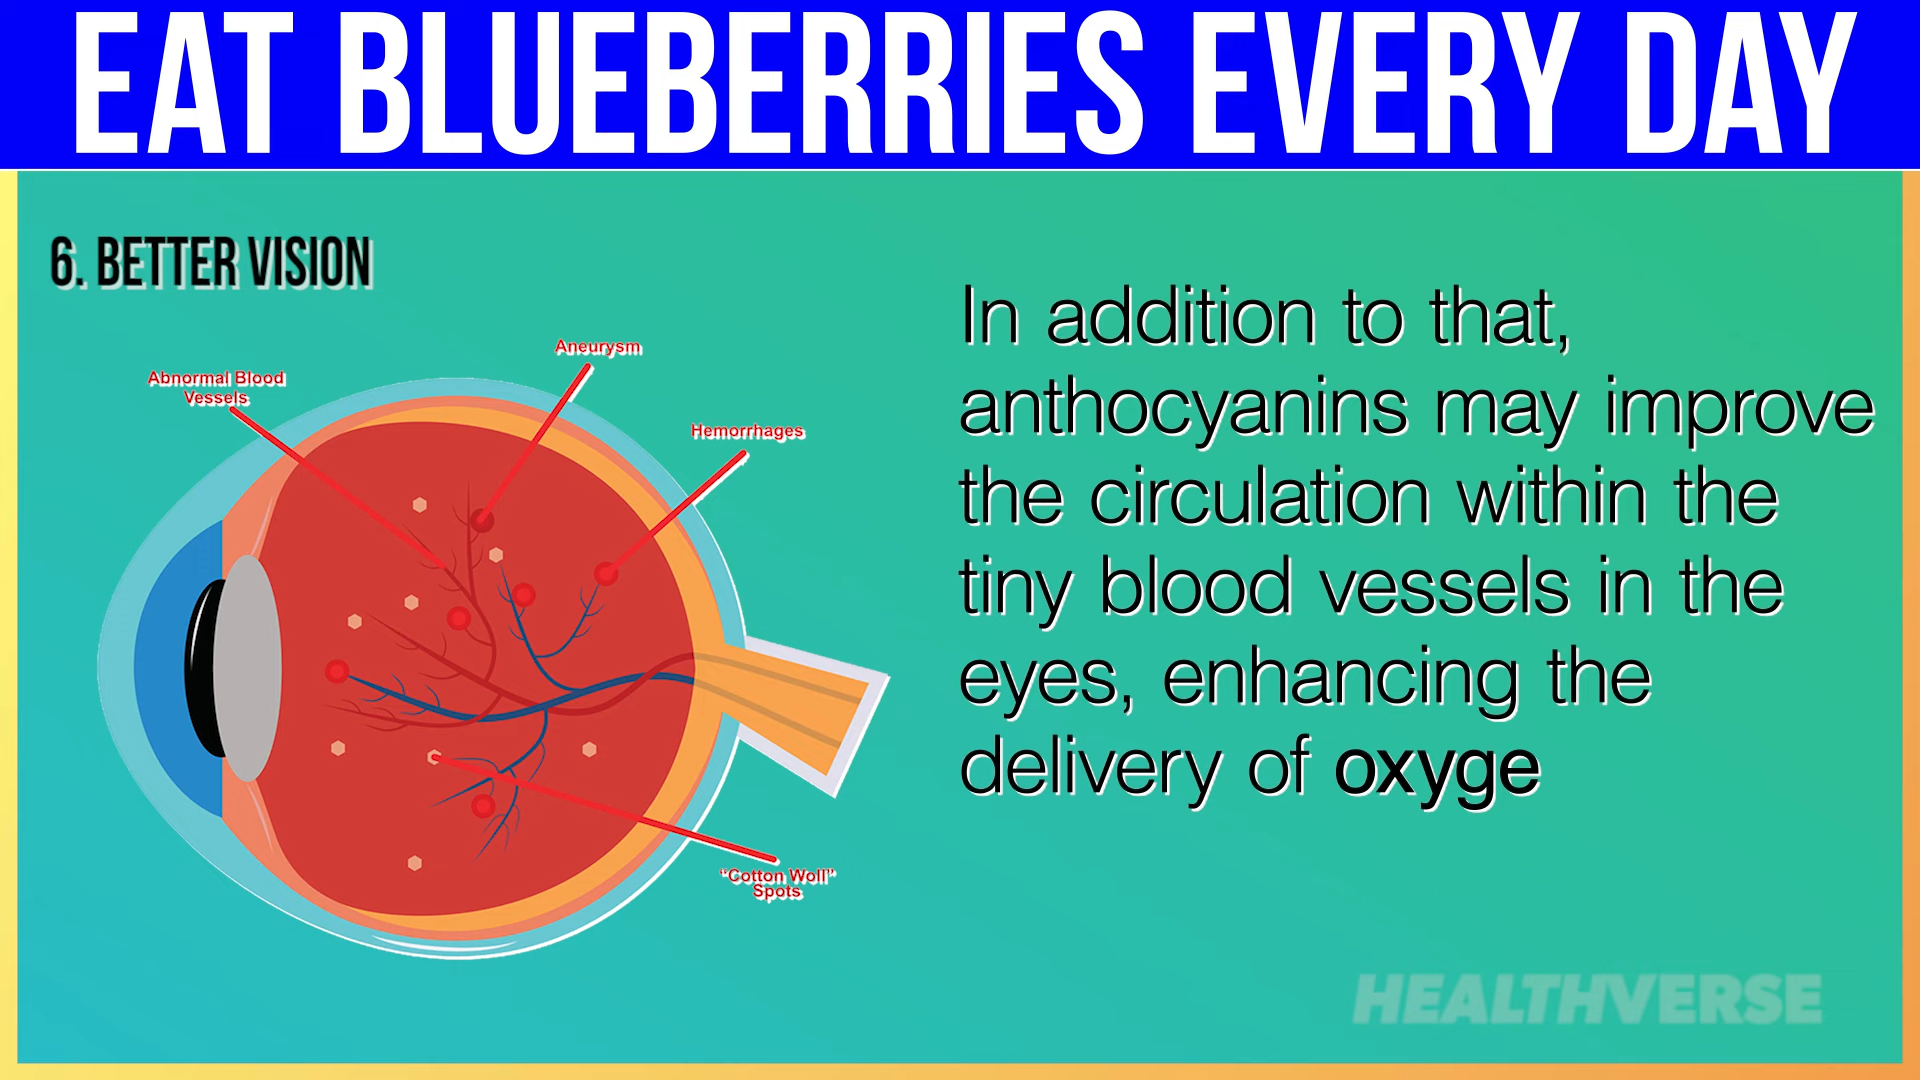 EAT BLUEBERRIES EVERY DAY
6. BETTER VISION
Aneurysm
Abnormal Blood
Vessels
Hemorrhages
"Cotton Woll"
Spots
In addition to that,
anthocyanins may improve
the circulation within the
tiny blood vessels in the
eyes, enhancing the
delivery of oxyge
HEALTHVERSE